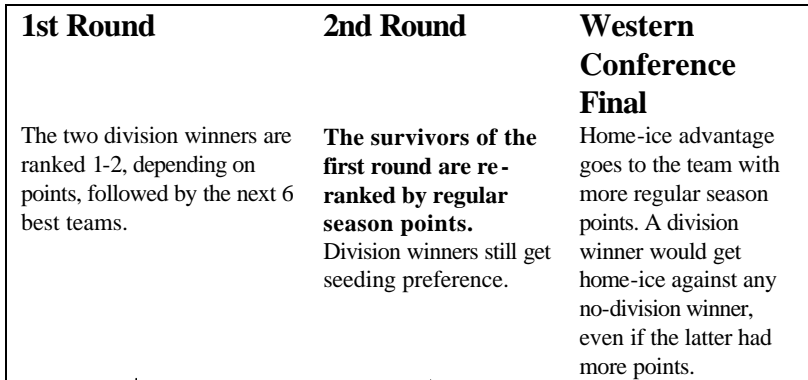 1st Round
The two division winners are
ranked 1-2, depending on
points, followed by the next 6
best teams.
2nd Round
The survivors of the
first round are re-
ranked by regular
season points.
Division winners still get
seeding preference.
Western
Conference
Final
Home-ice advantage
goes to the team with
more regular season
points. A division
winner would get
home-ice against any
no-division winner,
even if the latter had
more points.